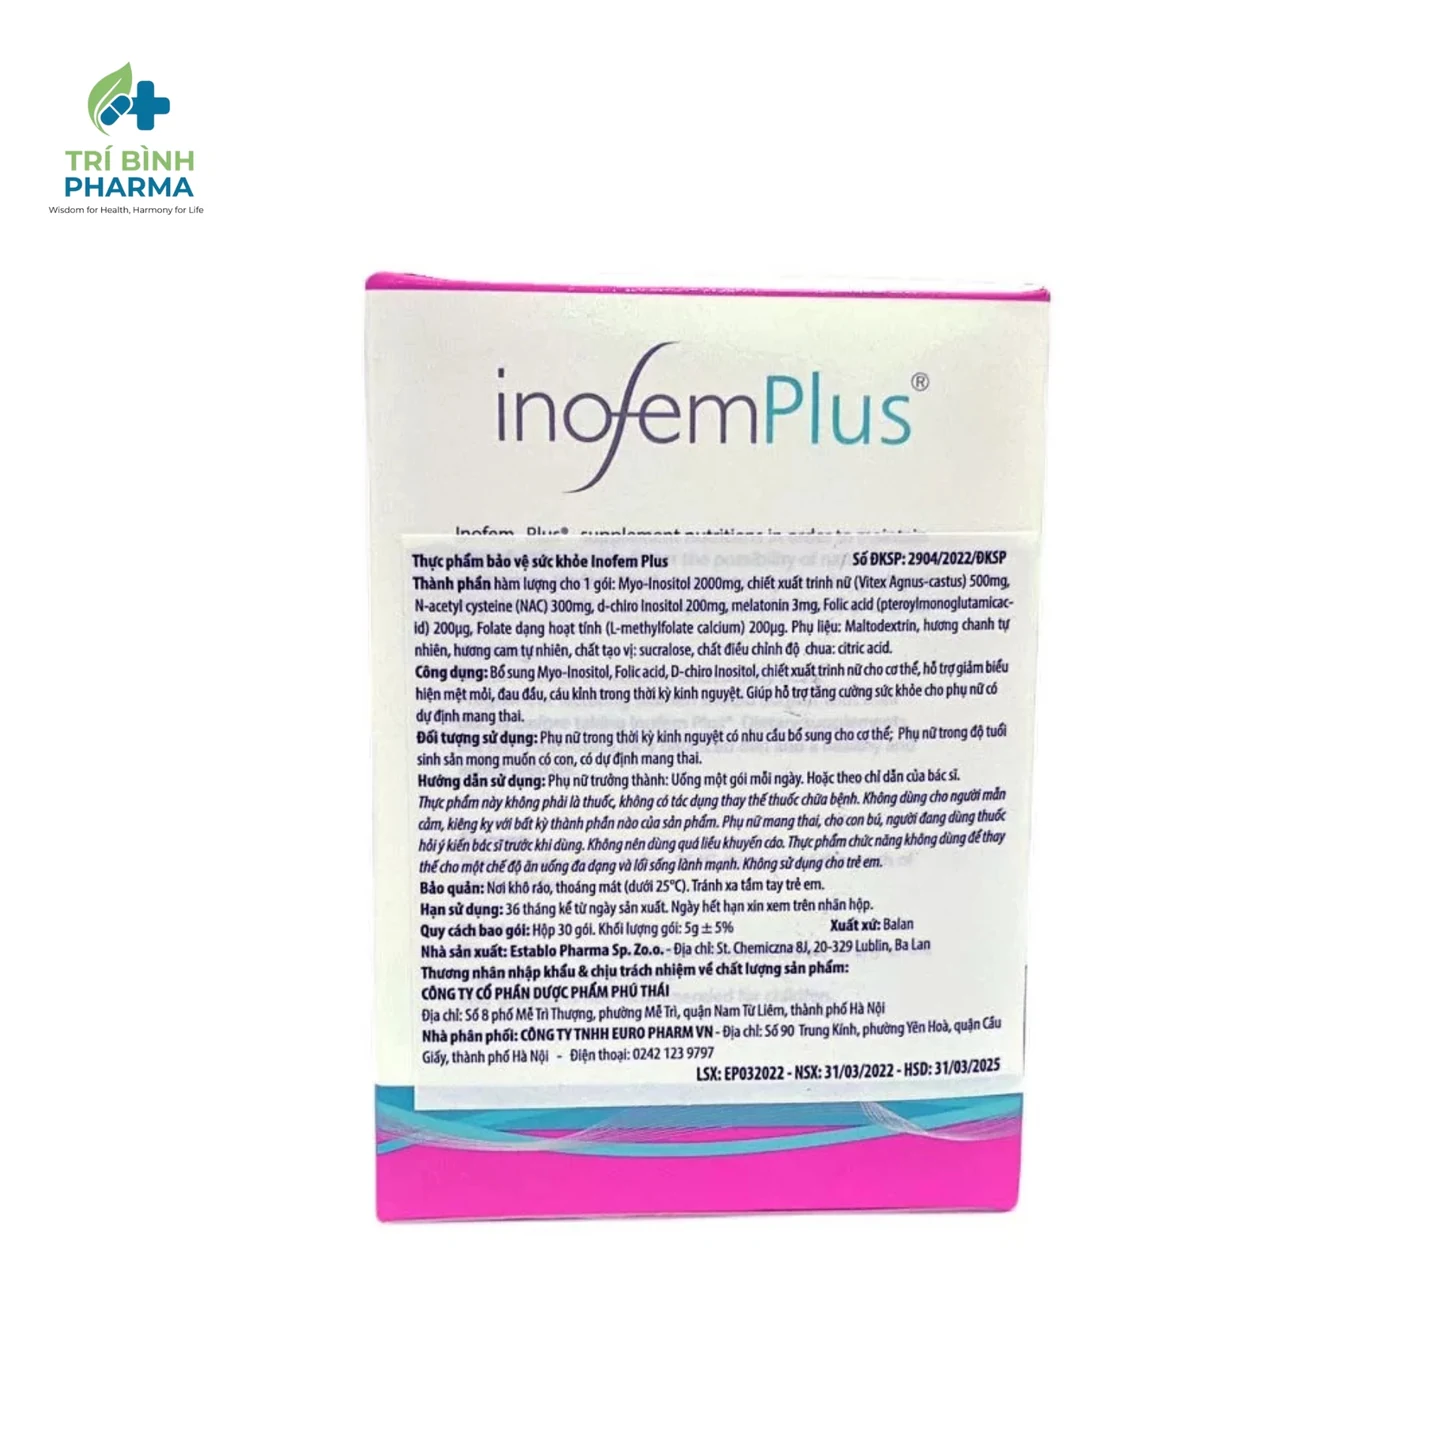 TRÍ BÌNH
PHARMA
Wisdom for Health, Harmony for Life
inofemPlus®
Inofem Plus® supplement nutritions in order to maintain
Thực phẩm bảo vệ sức khỏe Inofem Plus Số ĐKSP: 2904/2022/ĐKSP
Thành phần hàm lượng cho 1 gói: Myo-Inositol 2000mg, chiết xuất trinh nữ (Vitex Agnus-castus) 500mg,
N-acetyl cysteine (NAC) 300mg, d-chiro Inositol 200mg, melatonin 3mg, Folic acid (pteroylmonoglutamicac-
id) 200µg, Folate dạng hoạt tính (L-methylfolate calcium) 200µg. Phụ liệu: Maltodextrin, hương chanh tự
nhiên, hương cam tự nhiên, chất tạo vị: sucralose, chất điều chỉnh độ chua: citric acid.
Công dụng: Bổ sung Myo-Inositol, Folic acid, D-chiro Inositol, chiết xuất trinh nữ cho cơ thể, hỗ trợ giảm biểu
hiện mệt mỏi, đau đầu, cáu kỉnh trong thời kỳ kinh nguyệt. Giúp hỗ trợ tăng cường sức khỏe cho phụ nữ có
dự định mang thai.
Đối tượng sử dụng: Phụ nữ trong thời kỳ kinh nguyệt có nhu cầu bổ sung cho cơ thể; Phụ nữ trong độ tuổi
sinh sản mong muốn có con, có dự định mang thai.
Hướng dẫn sử dụng: Phụ nữ trưởng thành: Uống một gói mỗi ngày. Hoặc theo chỉ dẫn của bác sĩ.
Thực phẩm này không phải là thuốc, không có tác dụng thay thế thuốc chữa bệnh. Không dùng cho người mẫn
cảm, kiêng kỵ với bất kỳ thành phần nào của sản phẩm. Phụ nữ mang thai, cho con bú, người đang dùng thuốc
hỏi ý kiến bác sĩ trước khi dùng. Không nên dùng quá liều khuyến cáo. Thực phẩm chức năng không dùng để thay
thế cho một chế độ ăn uống đa dạng và lối sống lành mạnh. Không sử dụng cho trẻ em.
Bảo quản: Nơi khô ráo, thoáng mát (dưới 25°C). Tránh xa tầm tay trẻ em.
Hạn sử dụng: 36 tháng kể từ ngày sản xuất. Ngày hết hạn xin xem trên nhãn hộp.
Quy cách bao gói: Hộp 30 gói. Khối lượng gói: 5g ± 5% Xuất xứ: Balan
Nhà sản xuất: Establo Pharma Sp. Zo.o. - Địa chỉ: St. Chemiczna 8J, 20-329 Lublin, Ba Lan
Thương nhân nhập khẩu & chịu trách nhiệm về chất lượng sản phẩm:
CÔNG TY CỔ PHẦN DƯỢC PHẨM PHÚ THÁI
Địa chỉ: Số 8 phố Mễ Trì Thượng, phường Mễ Trì, quận Nam Từ Liêm, thành phố Hà Nội
Nhà phân phối: CÔNG TY TNHH EURO PHARM VN - Địa chỉ: Số 90 Trung Kính, phường Yên Hoà, quận Cầu
Giấy, thành phố Hà Nội - Điện thoại: 0242 123 9797
LSX: EP032022 - NSX: 31/03/2022 - HSD: 31/03/2025